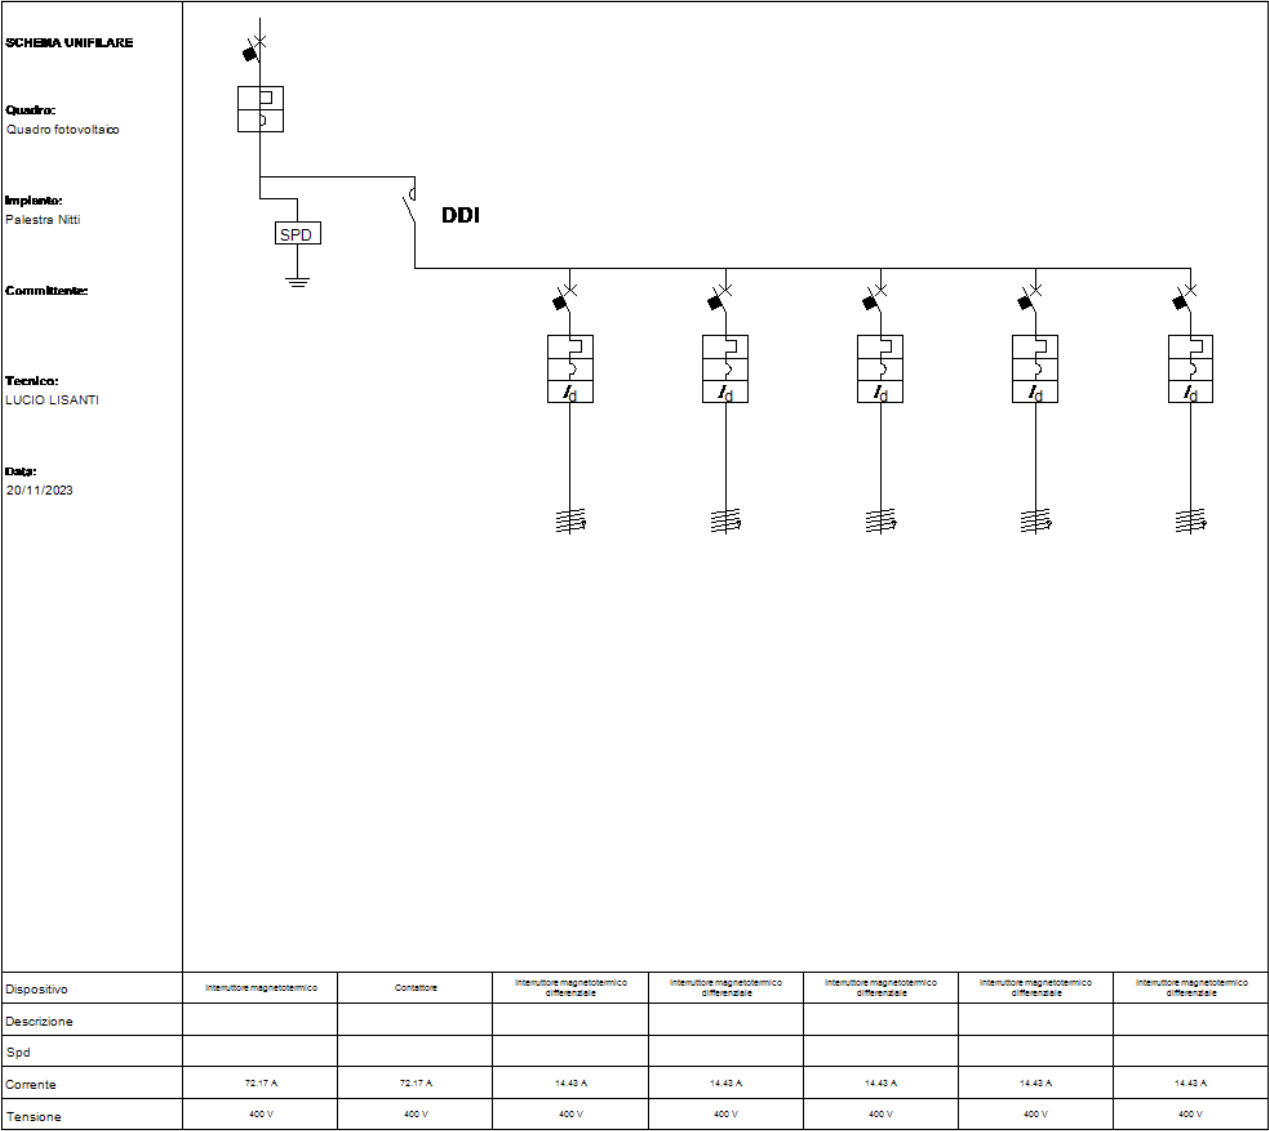 SCHEMA UNIFILARE
Quadro:
Quadro fotovoltaico
Impianto:
Palestra Nitti
Committente:
Tecnico:
LUCIO LISANTI
Data:
20/11/2023
SPD
DDI
Id Id Id Id Id
Dispositivo Interruttore magnetotermico Contattore Interruttore magnetotermico differenziale Interruttore magnetotermico differenziale Interruttore magnetotermico differenziale Interruttore magnetotermico differenziale Interruttore magnetotermico differenziale
Descrizione
Spd
Corrente 72.17 A 72.17 A 14.43 A 14.43 A 14.43 A 14.43 A 14.43 A
Tensione 400 V 400 V 400 V 400 V 400 V 400 V 400 V